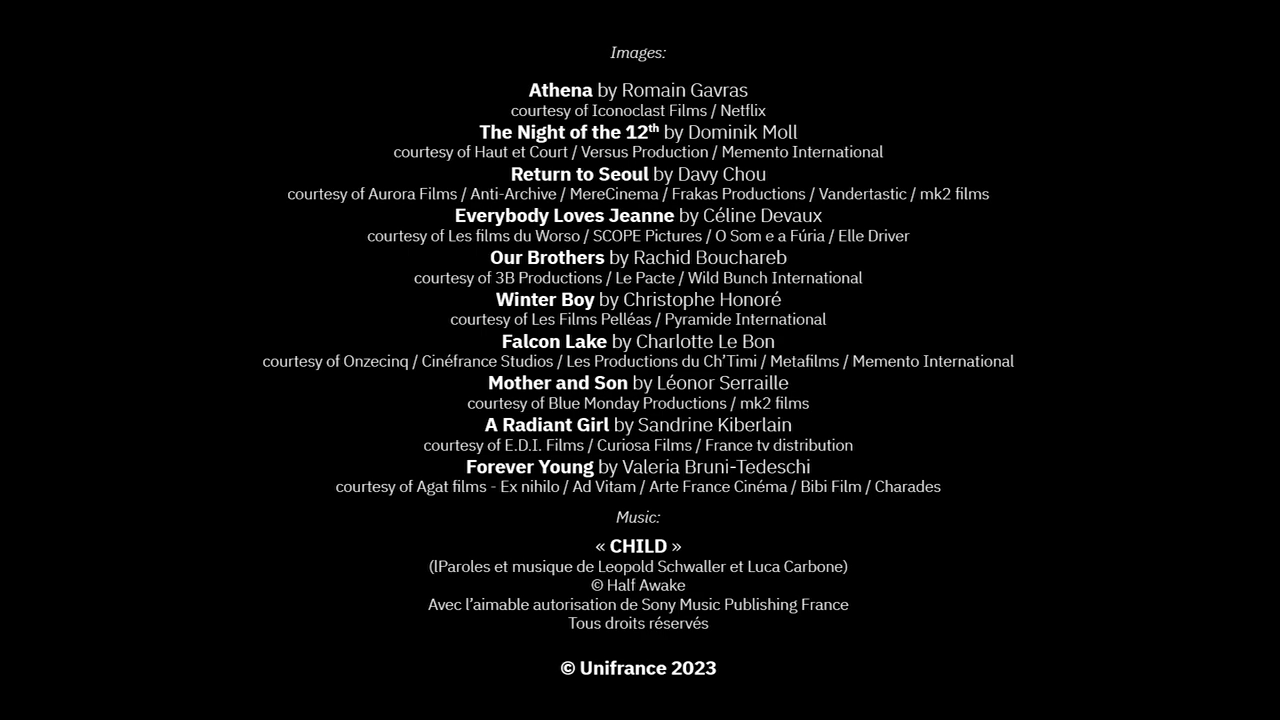 Images:
Athena by Romain Gavras
courtesy of Iconoclast Films / Netflix
The Night of the 12th by Dominik Moll
courtesy of Haut et Court / Versus Production / Memento International
Return to Seoul by Davy Chou
courtesy of Aurora Films / Anti-Archive / MereCinema / Frakas Productions / Vandertastic / mk2 films
Everybody Loves Jeanne by Céline Devaux
courtesy of Les films du Worso / SCOPE Pictures / O Som e a Fúria / Elle Driver
Our Brothers by Rachid Bouchareb
courtesy of 3B Productions / Le Pacte / Wild Bunch International
Winter Boy by Christophe Honoré
courtesy of Les Films Pelléas / Pyramide International
Falcon Lake by Charlotte Le Bon
courtesy of Onzecinq / Cinéfrance Studios / Les Productions du Ch’Timi / Metafilms / Memento International
Mother and Son by Léonor Serraille
courtesy of Blue Monday Productions / mk2 films
A Radiant Girl by Sandrine Kiberlain
courtesy of E.D.I. Films / Curiosa Films / France tv distribution
Forever Young by Valeria Bruni-Tedeschi
courtesy of Agat films - Ex nihilo / Ad Vitam / Arte France Cinéma / Bibi Film / Charades
Music:
« CHILD »
(lParoles et musique de Leopold Schwaller et Luca Carbone)
© Half Awake
Avec l’aimable autorisation de Sony Music Publishing France
Tous droits réservés
© Unifrance 2023